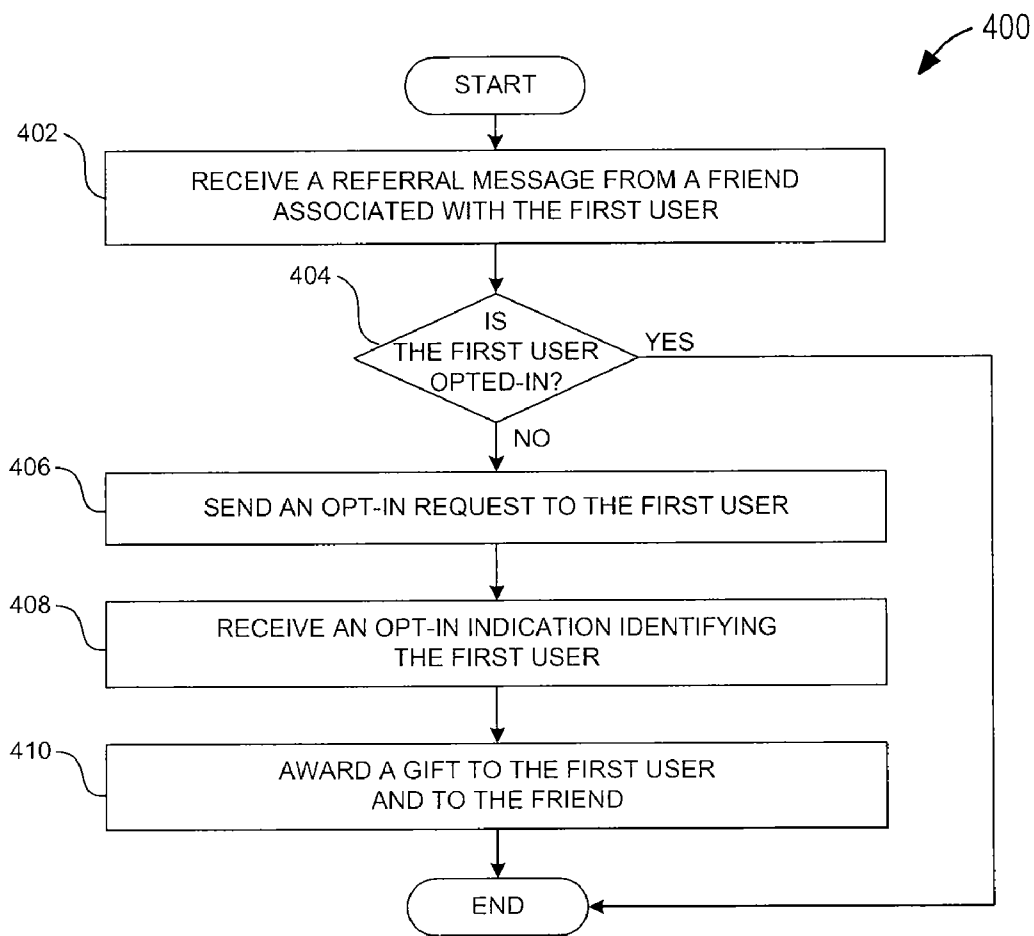 400
START
402
RECEIVE A REFERRAL MESSAGE FROM A FRIEND
ASSOCIATED WITH THE FIRST USER
404
IS
THE FIRST USER
OPTED-IN?
YES
NO
406
SEND AN OPT-IN REQUEST TO THE FIRST USER
408
RECEIVE AN OPT-IN INDICATION IDENTIFYING
THE FIRST USER
410
AWARD A GIFT TO THE FIRST USER
AND TO THE FRIEND
END